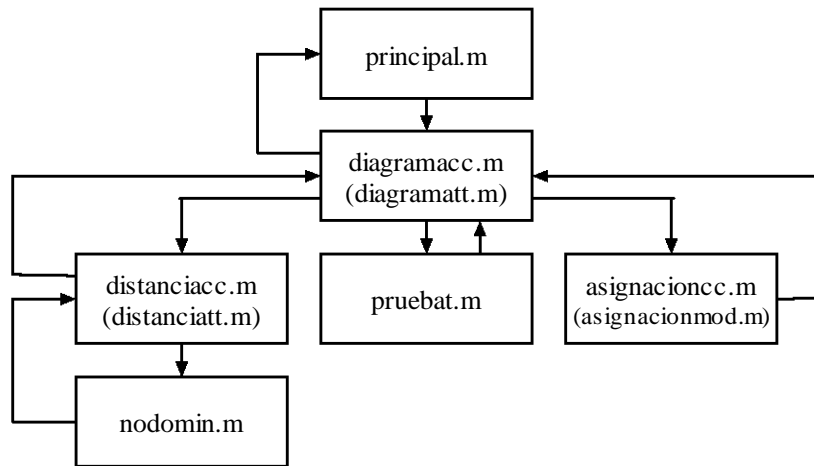 principal.m
diagramacc.m
(diagramatt.m)
distanciacc.m
(distanciatt.m)
pruebat.m
asignacioncc.m
(asignacionmod.m)
nodomin.m